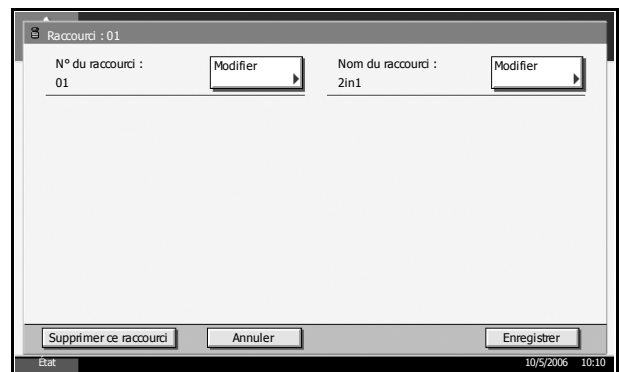 Raccourci : 01
N° du raccourci :
Modifier
Nom du raccourci :
Modifier
01
2in1
Supprimer ce raccourci
Annuler
Enregistrer
État
10/5/2006 10:10